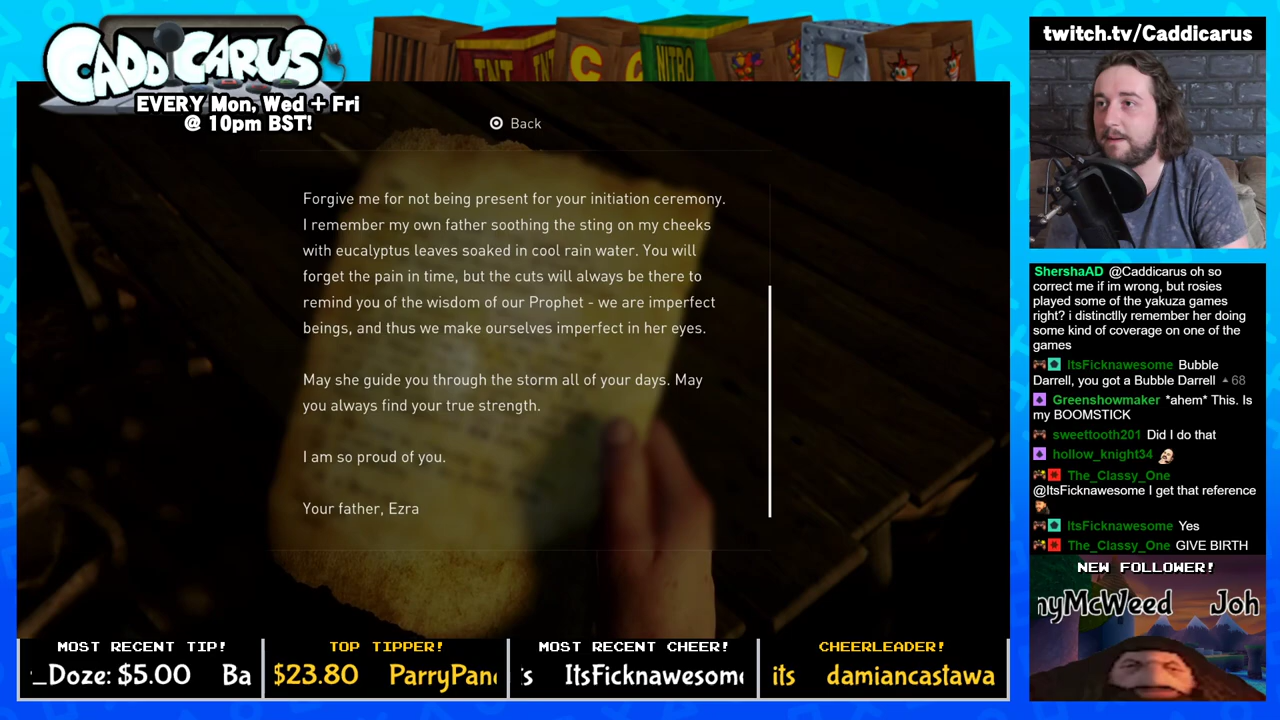 CADDICARUS
EVERY Mon, Wed + Fri
@ 10pm BST!
TNT
TNT
C
C
NITRO
twitch.tv/Caddicarus
Back
Forgive me for not being present for your initiation ceremony.
I remember my own father soothing the sting on my cheeks
with eucalyptus leaves soaked in cool rain water. You will
forget the pain in time, but the cuts will always be there to
remind you of the wisdom of our Prophet - we are imperfect
beings, and thus we make ourselves imperfect in her eyes.
May she guide you through the storm all of your days. May
you always find your true strength.
I am so proud of you.
Your father, Ezra
ShershaAD @Caddicarus oh so
correct me if im wrong, but rosies
played some of the yakuza games
right? i distinctlly remember her doing
some kind of coverage on one of the
games
ItsFicknawesome Bubble
Darrell, you got a Bubble Darrell 68
Greenshowmaker *ahem* This. Is
my BOOMSTICK
sweettooth201 Did I do that
hollow_knight34
The_Classy_One
@ItsFicknawesome I get that reference
ItsFicknawesome Yes
The_Classy_One GIVE BIRTH
NEW FOLLOWER!
nyMcWeed Joh
MOST RECENT TIP!
_Doze: $5.00 Ba
TOP TIPPER!
$23.80 ParryPan
MOST RECENT CHEER!
ts ItsFicknawesome
CHEERLEADER!
its damiancastawa